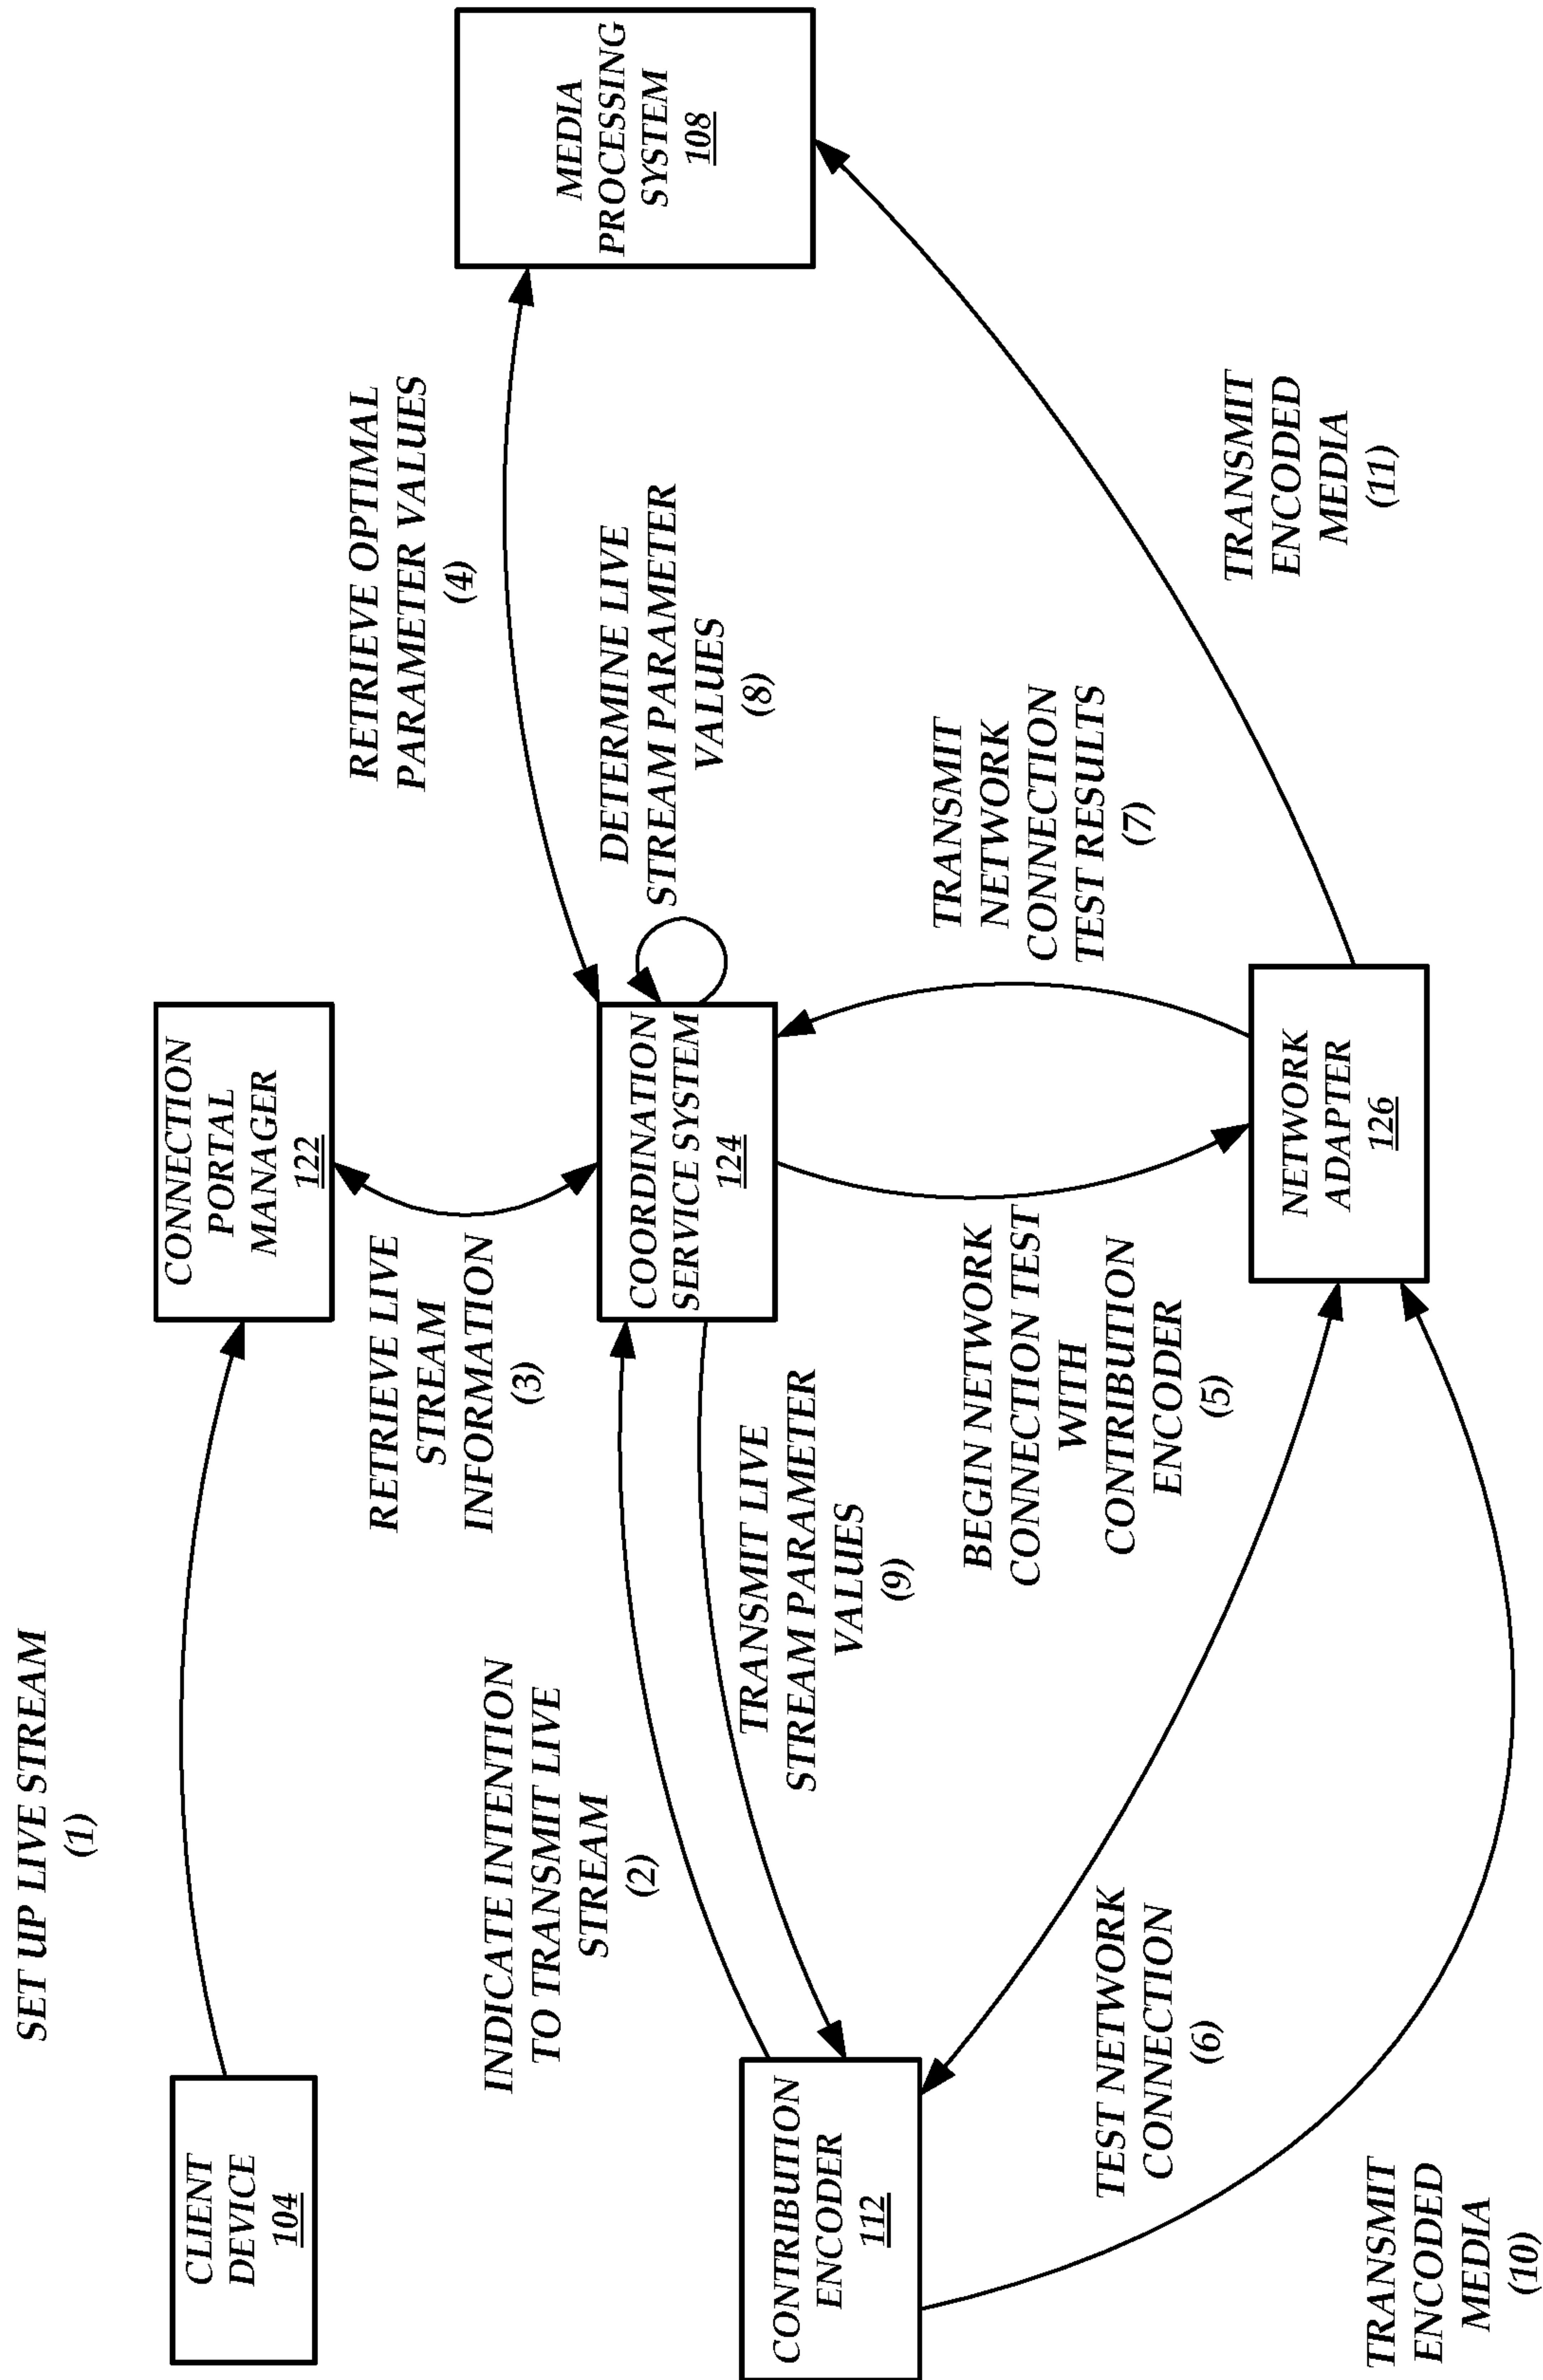 SET UP LIVE STREAM
(1)
CLIENT
DEVICE
104
CONNECTION
PORTAL
MANAGER
122
INDICATE INTENTION
TO TRANSMIT LIVE
STREAM
(2)
RETRIEVE LIVE
STREAM
INFORMATION
(3)
RETRIEVE OPTIMAL
PARAMETER VALUES
(4)
MEDIA
PROCESSING
SYSTEM
108
COORDINATION
SERVICE SYSTEM
124
DETERMINE LIVE
STREAM PARAMETER
VALUES
(8)
TRANSMIT LIVE
STREAM PARAMETER
VALUES
(9)
CONTRIBUTION
ENCODER
112
BEGIN NETWORK
CONNECTION TEST
WITH
CONTRIBUTION
ENCODER
(5)
TRANSMIT
NETWORK
CONNECTION
TEST RESULTS
(7)
TEST NETWORK
CONNECTION
(6)
NETWORK
ADAPTER
126
TRANSMIT
ENCODED
MEDIA
(11)
TRANSMIT
ENCODED
MEDIA
(10)